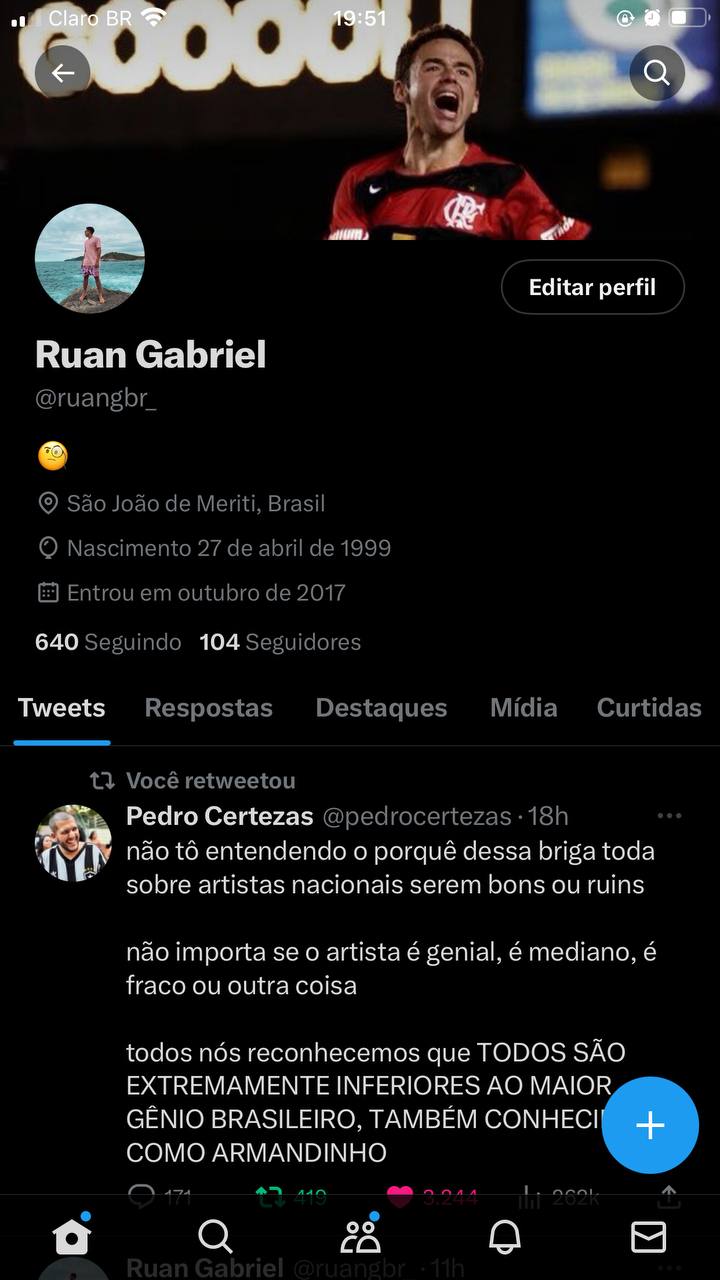 Claro BR
19:51
GOOOOL
Editar perfil
Ruan Gabriel
@ruangbr_
São João de Meriti, Brasil
Nascimento 27 de abril de 1999
Entrou em outubro de 2017
640 Seguindo 104 Seguidores
Tweets Respostas Destaques Mídia Curtidas
Você retweetou
Pedro Certezas @pedrocertezas · 18h
não tô entendendo o porquê dessa briga toda
sobre artistas nacionais serem bons ou ruins
não importa se o artista é genial, é mediano, é
fraco ou outra coisa
todos nós reconhecemos que TODOS SÃO
EXTREMAMENTE INFERIORES AO MAIOR
GÊNIO BRASILEIRO, TAMBÉM
COMO ARMANDINHO
171 419 3.244 262k
Ruan Gabriel @ruangbr_ · 11h